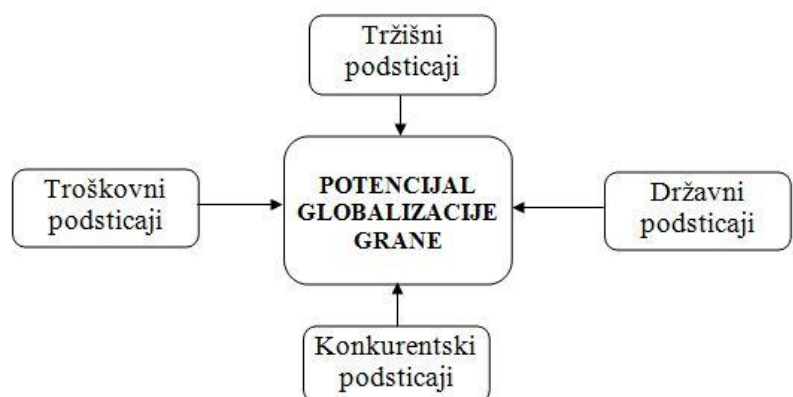 Tržišni
podsticaji
Troškovni
podsticaji
POTENCIJAL
GLOBALIZACIJE
GRANE
Državni
podsticaji
Konkurentski
podsticaji